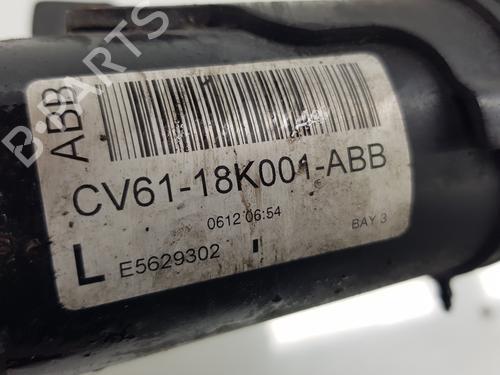 ABB
CV61-18K001-ABB
0612 06:54
BAY 3
L E5629302
B-PARTS